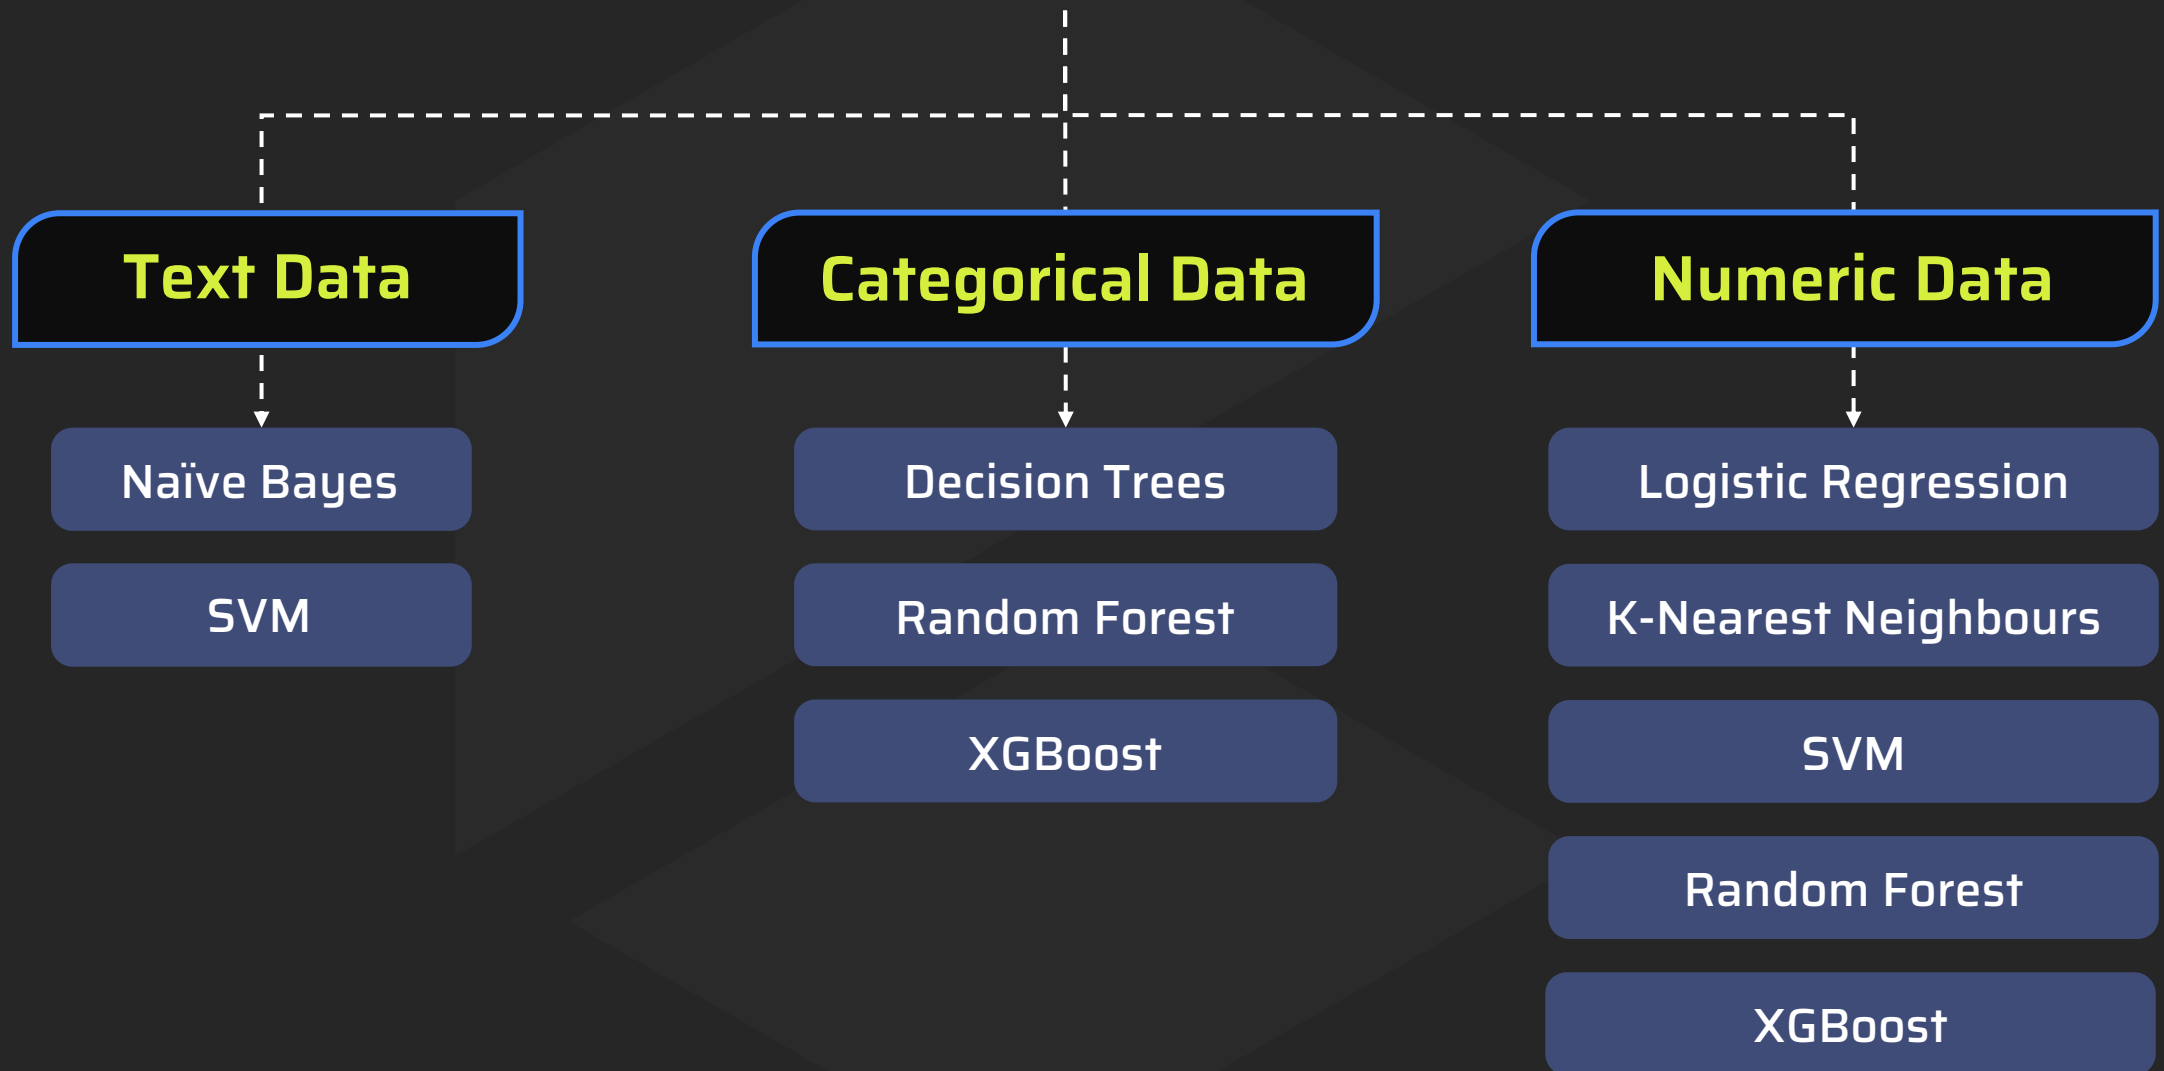 Text Data
Categorical Data
Numeric Data
Naïve Bayes
SVM
Decision Trees
Random Forest
XGBoost
Logistic Regression
K-Nearest Neighbours
SVM
Random Forest
XGBoost